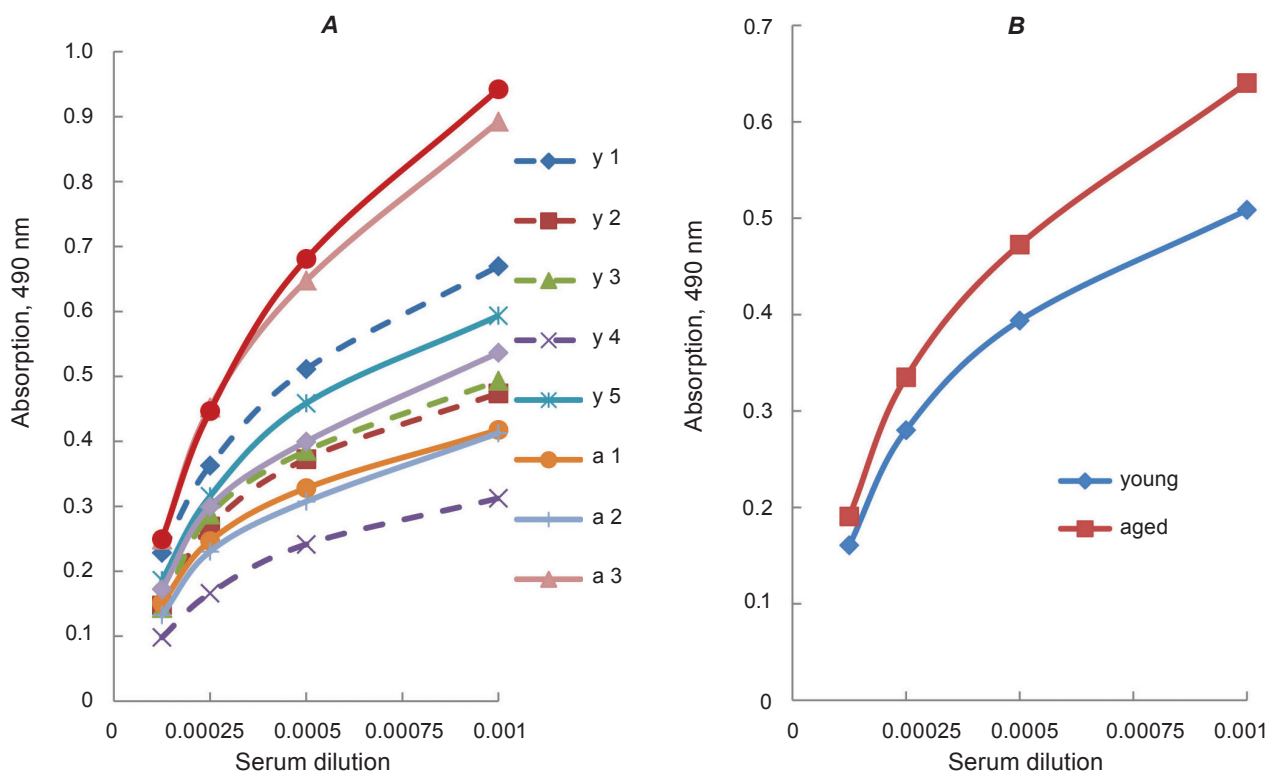 A
1.0
0.9
0.8
0.7
0.6
0.5
0.4
0.3
0.2
0.1
0
Absorption, 490 nm
0
0.00025
0.0005
0.00075
0.001
Serum dilution
y 1
y 2
y 3
y 4
y 5
a 1
a 2
a 3
B
0.7
0.6
0.5
0.4
0.3
0.2
0.1
0
Absorption, 490 nm
0
0.00025
0.0005
0.00075
0.001
Serum dilution
young
aged